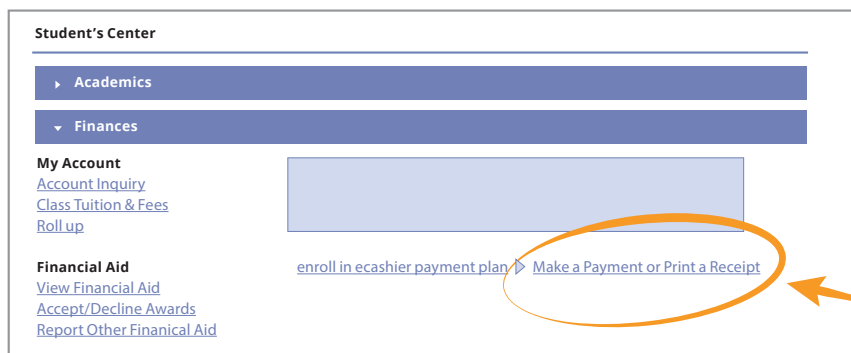 Student's Center
Academics
Finances
My Account
Account Inquiry
Class Tuition & Fees
Roll up
Financial Aid
enroll in ecashier payment plan Make a Payment or Print a Receipt
View Financial Aid
Accept/Decline Awards
Report Other Finanical Aid